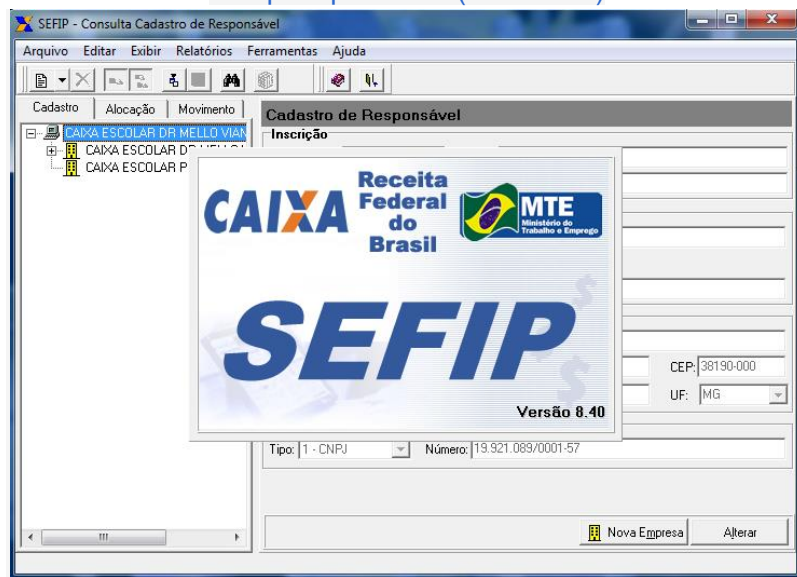 SEFIP - Consulta Cadastro de Responsável
Arquivo Editar Exibir Relatórios Ferramentas Ajuda
Cadastro Alocação Movimento
Cadastro de Responsável
CAIXA ESCOLAR DR MELLO VIAN
Inscrição
CAIXA ESCOLAR
CAIXA ESCOLAR P
CAIXA
Receita
Federal
do
Brasil
MTE
Ministério do
Trabalho e Emprego
SEFIP
Versão 8.40
CEP: 38190-000
UF: MG
Tipo: 1 - CNPJ Número: 19.921.089/0001-57
Nova Empresa Alterar